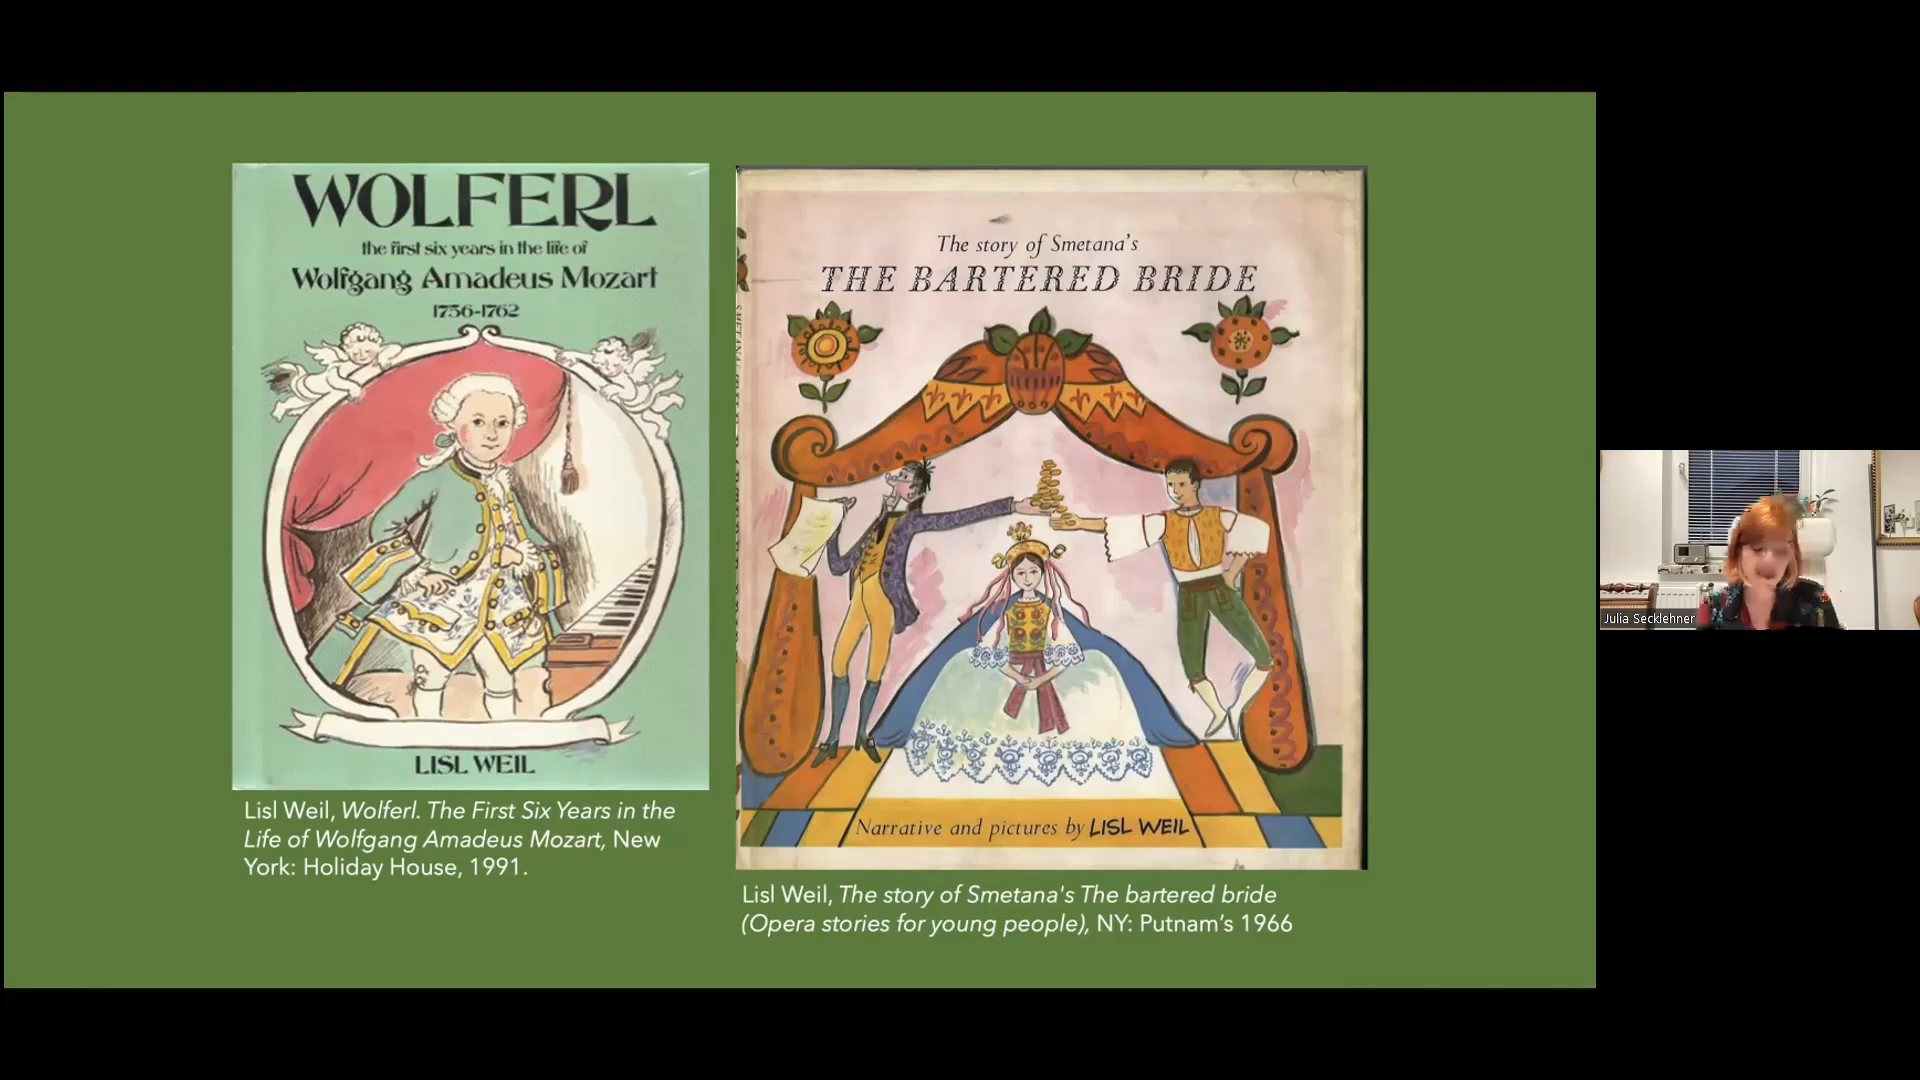 WOLFERL
the first six years in the life of
Wolfgang Amadeus Mozart
1756-1762
LISL WEIL
Lisl Weil, Wolferl. The First Six Years in the
Life of Wolfgang Amadeus Mozart, New
York: Holiday House, 1991.
The story of Smetana's
THE BARTERED BRIDE
Narrative and pictures by LISL WEIL
Lisl Weil, The story of Smetana's The bartered bride
(Opera stories for young people), NY: Putnam's 1966
Julia Secklehner